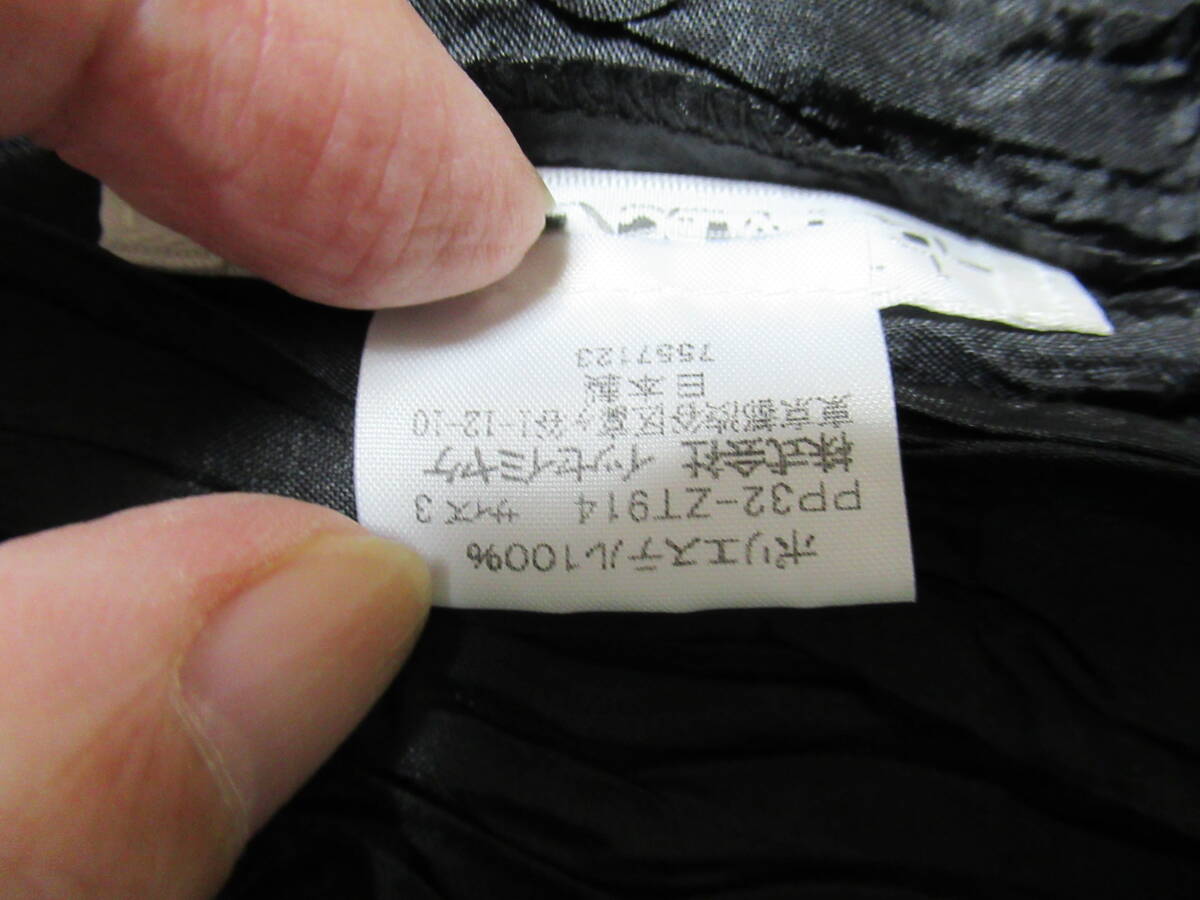 ポリエステル100%
PP32-ZT914 サイズ 3
株式会社 イッセイミヤケ
東京都渋谷区富ヶ谷1-12-10
日本製
7557123